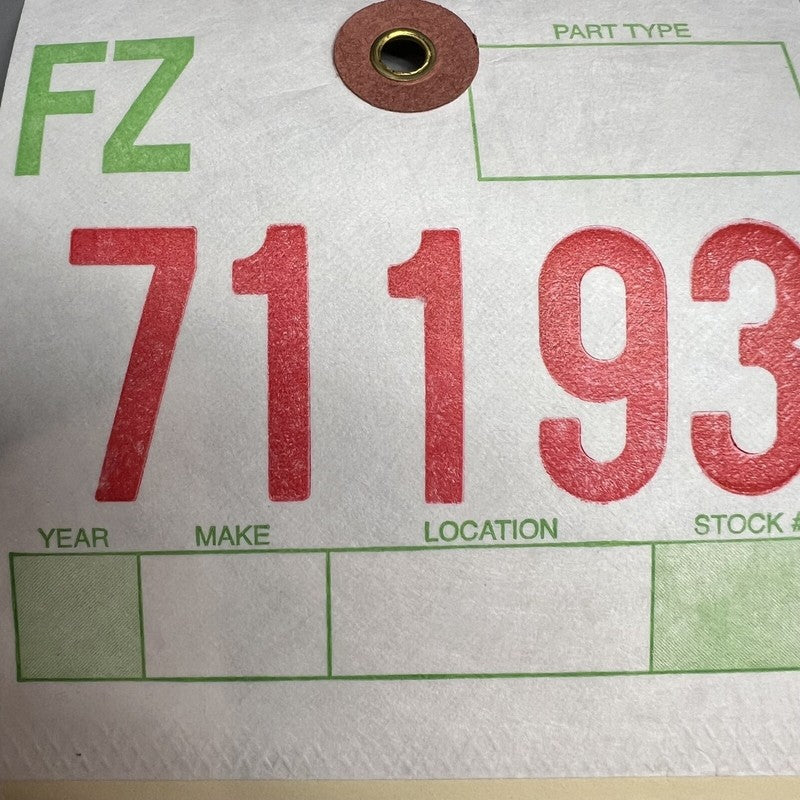 FZ
PART TYPE
71193
YEAR MAKE LOCATION STOCK #